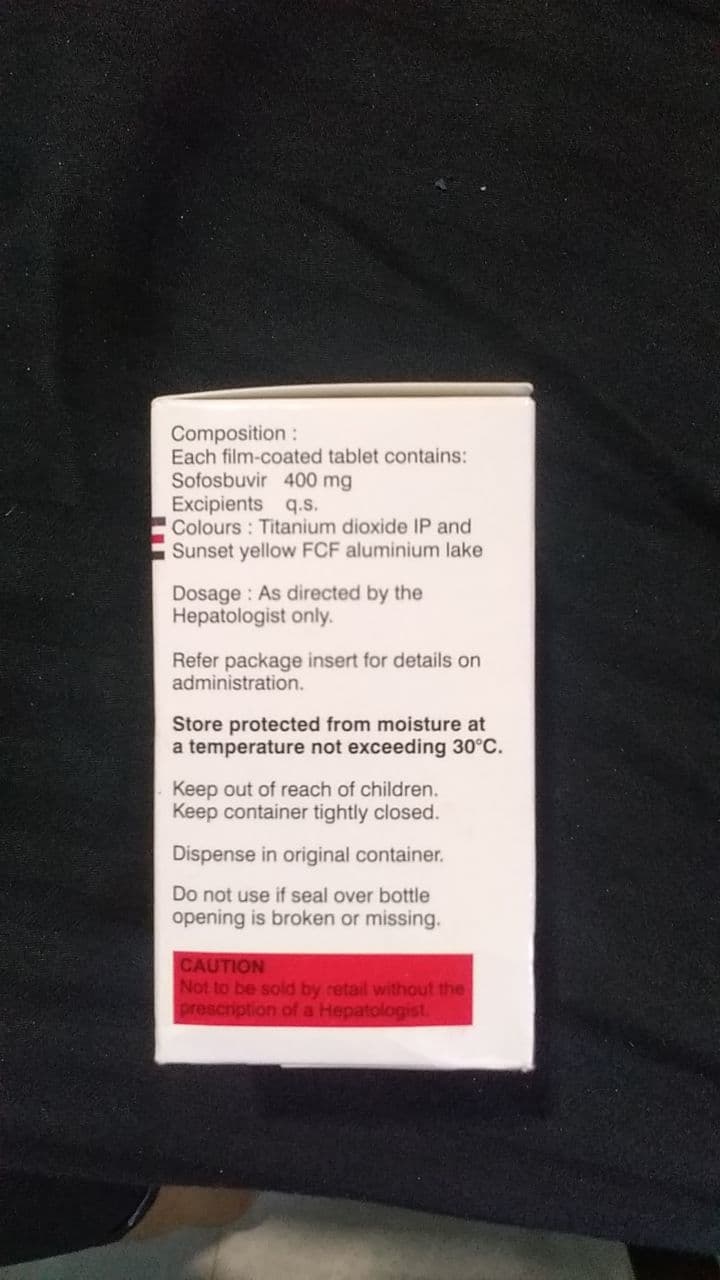 Composition :
Each film-coated tablet contains:
Sofosbuvir 400 mg
Excipients q.s.
Colours : Titanium dioxide IP and
Sunset yellow FCF aluminium lake
Dosage : As directed by the
Hepatologist only.
Refer package insert for details on
administration.
Store protected from moisture at
a temperature not exceeding 30°C.
Keep out of reach of children.
Keep container tightly closed.
Dispense in original container.
Do not use if seal over bottle
opening is broken or missing.
CAUTION
Not to be sold by retail without the
prescription of a Hepatologist.